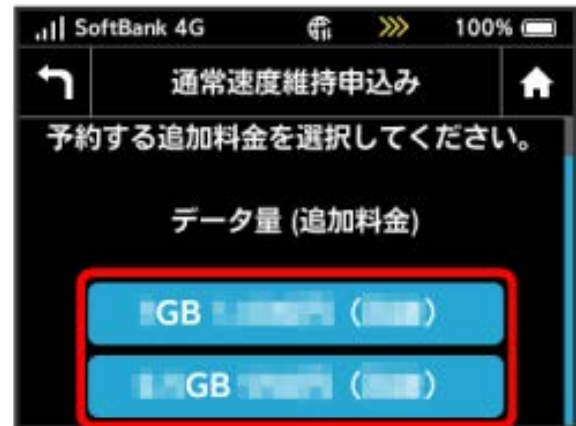 SoftBank 4G 100%
通常速度維持申込み
予約する追加料金を選択してください。
データ量 (追加料金)
GB ( )
GB ( )